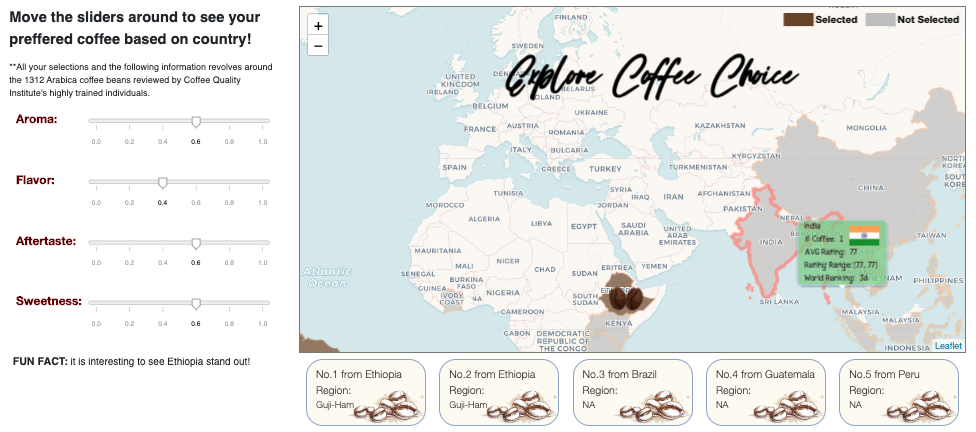 Move the sliders around to see your
preffered coffee based on country!
**All your selections and the following information revolves around
the 1312 Arabica coffee beans reviewed by Coffee Quality
Institute's highly trained individuals.
Aroma:
0.0 0.2 0.4 0.6 0.8 1.0
Flavor:
0.0 0.2 0.4 0.6 0.8 1.0
Aftertaste:
0.0 0.2 0.4 0.6 0.8 1.0
Sweetness:
0.0 0.2 0.4 0.6 0.8 1.0
FUN FACT: it is interesting to see Ethiopia stand out!
+
−
Selected
Not Selected
Explore Coffee Choice
FINLAND
SWEDEN
UNITED
KINGDOM
IRELAND
BELARUS
BELGIUM
UKRAINE
FRANCE
AUSTRIA
ROMANIA
KAZAKHSTAN
MONGOLIA
ITALY
BULGARIA
KYRGYZSTAN
SPAIN
GREECE
TURKEY
TURKMENISTAN
CHINA
TUNISIA
SYRIA
IRAQ
IRAN
AFGHANISTAN
MOROCCO
JORDAN
PAKISTAN
NEPAL
ALGERIA
LIBYA
EGYPT
SAUDI
ARABIA
UNITED
ARAB
EMIRATES
INDIA
TAIWAN
MAURITANIA
MALI
NIGER
CHAD
SUDAN
ERITREA
YEMEN
SENEGAL
BURKINA
FASO
GUINEA
IVORY
COAST
NA
NIGERIA
SOUTH
SUDAN
PHILIPPINES
SRI LANKA
CAMEROON
KENYA
MALAYSIA
MALAYSIA
GABON
DEMOCRATIC
REPUBLIC OF
THE CONGO
INDONESIA
Atlantic
Ocean
India
# Coffee: 1
AVG Rating: 77
Rating Range: [77, 77]
World Ranking: 36
Leaflet
No.1 from Ethiopia
Region:
Guji-Ham
No.2 from Ethiopia
Region:
Guji-Ham
No.3 from Brazil
Region:
NA
No.4 from Guatemala
Region:
NA
No.5 from Peru
Region:
NA